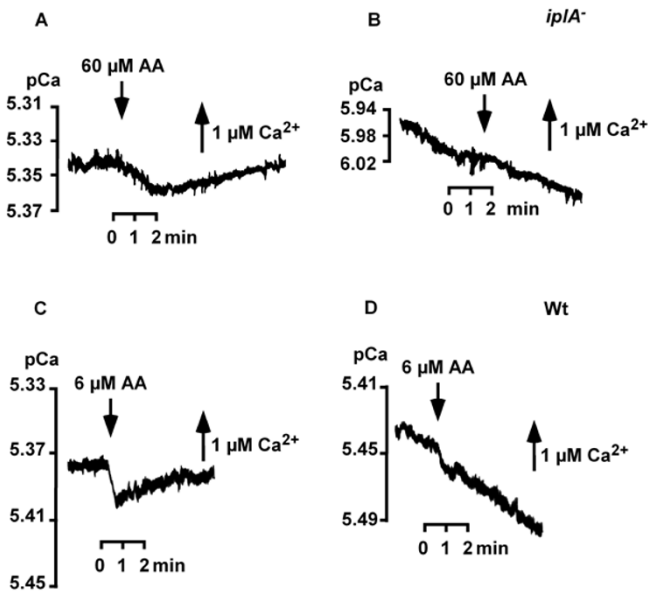 A
B
iplA-
60 µM AA
pCa
5.31
5.33
5.35
5.37
1 µM Ca2+
0 1 2 min
60 µM AA
pCa
5.94
5.98
6.02
1 µM Ca2+
0 1 2 min
C
D
Wt
pCa
5.33
5.37
5.41
5.45
6 µM AA
1 µM Ca2+
0 1 2 min
pCa
5.41
5.45
5.49
6 µM AA
1 µM Ca2+
0 1 2 min